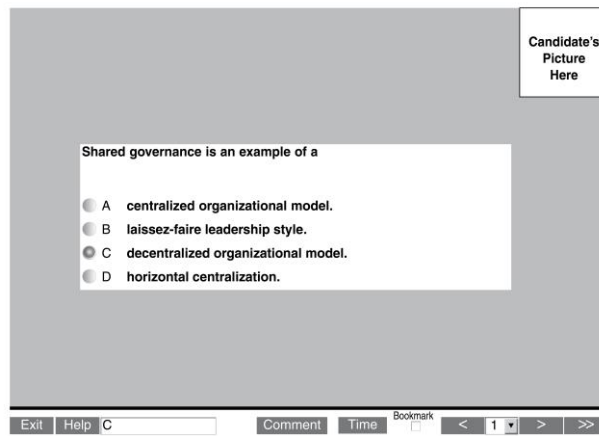 Candidate's
Picture
Here
Shared governance is an example of a
A centralized organizational model.
B laissez-faire leadership style.
C decentralized organizational model.
D horizontal centralization.
Exit Help C Comment Time Bookmark < 1 > >>